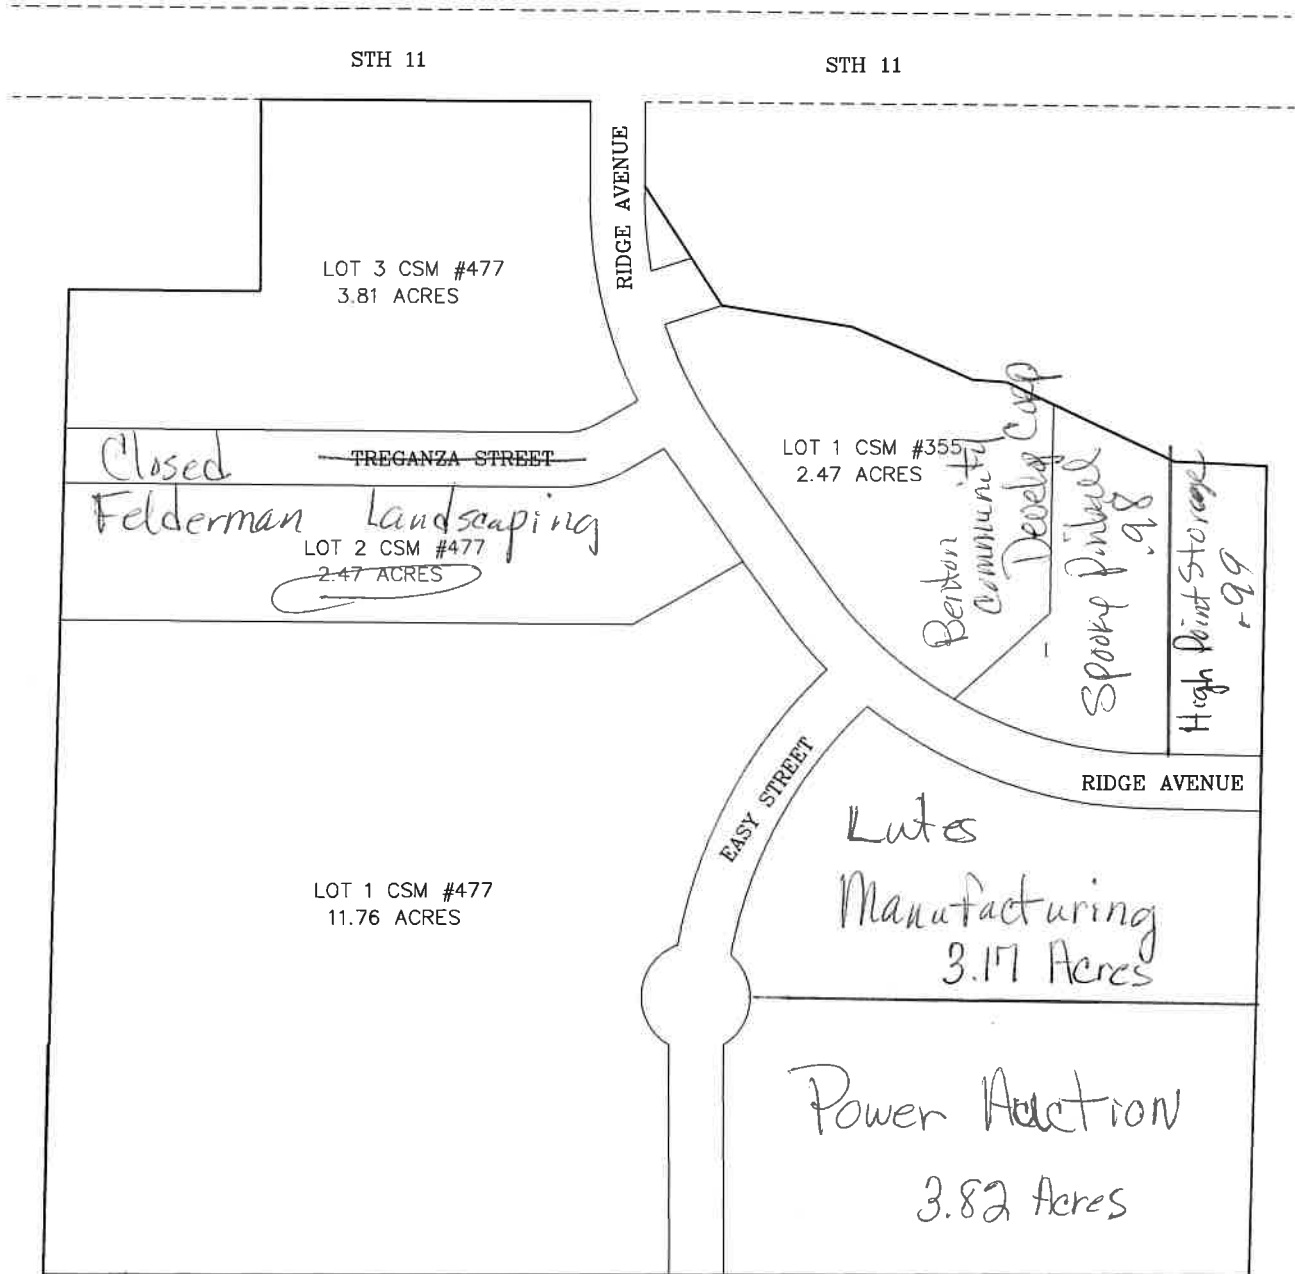 STH 11
STH 11
RIDGE AVENUE
LOT 3 CSM #477
3.81 ACRES
Closed
TREGANZA STREET
Felderman Landscaping
LOT 2 CSM #477
2.47 ACRES
LOT 1 CSM #355
2.47 ACRES
Benton
Community
Develop Corp
Spooky Pinball
.98
High Point Storage
.99
1
RIDGE AVENUE
EASY STREET
Lutes
Manufacturing
3.17 Acres
LOT 1 CSM #477
11.76 ACRES
Power Auction
3.82 Acres